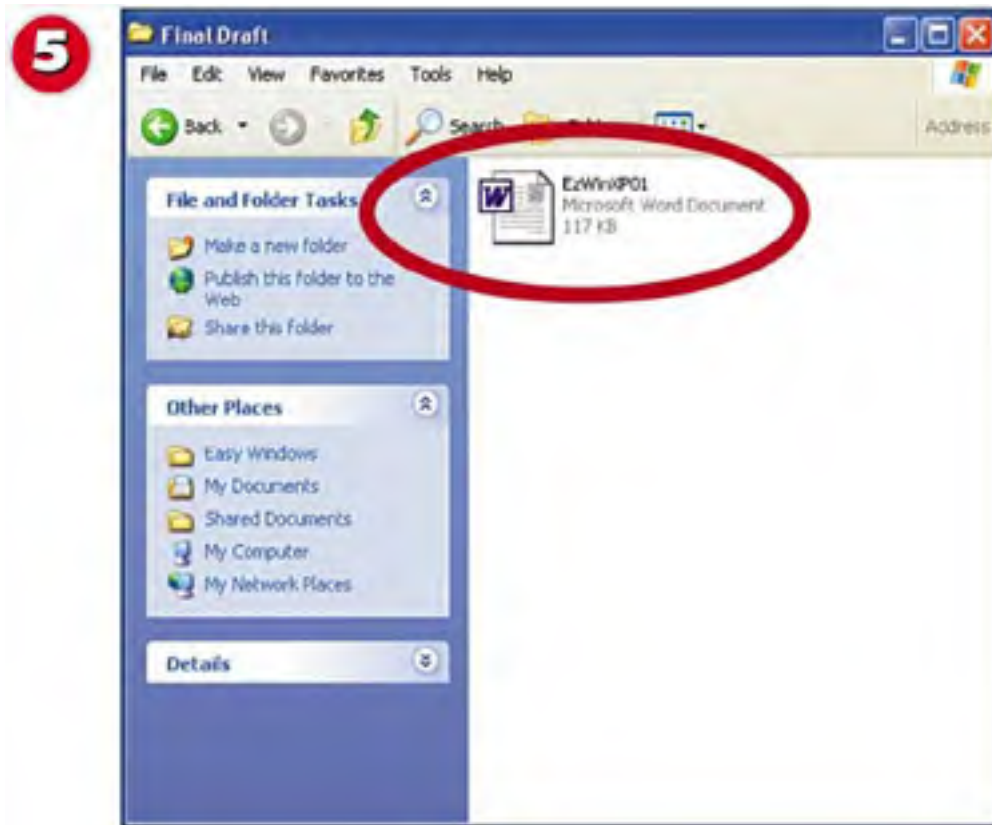 5
Final Draft
File Edit View Favorites Tools Help
Back Search
Address
File and Folder Tasks
Make a new folder
Publish this folder to the
Web
Share this folder
Other Places
Easy Windows
My Documents
Shared Documents
My Computer
My Network Places
Details
EzWinXP01
Microsoft Word Document
117 KB